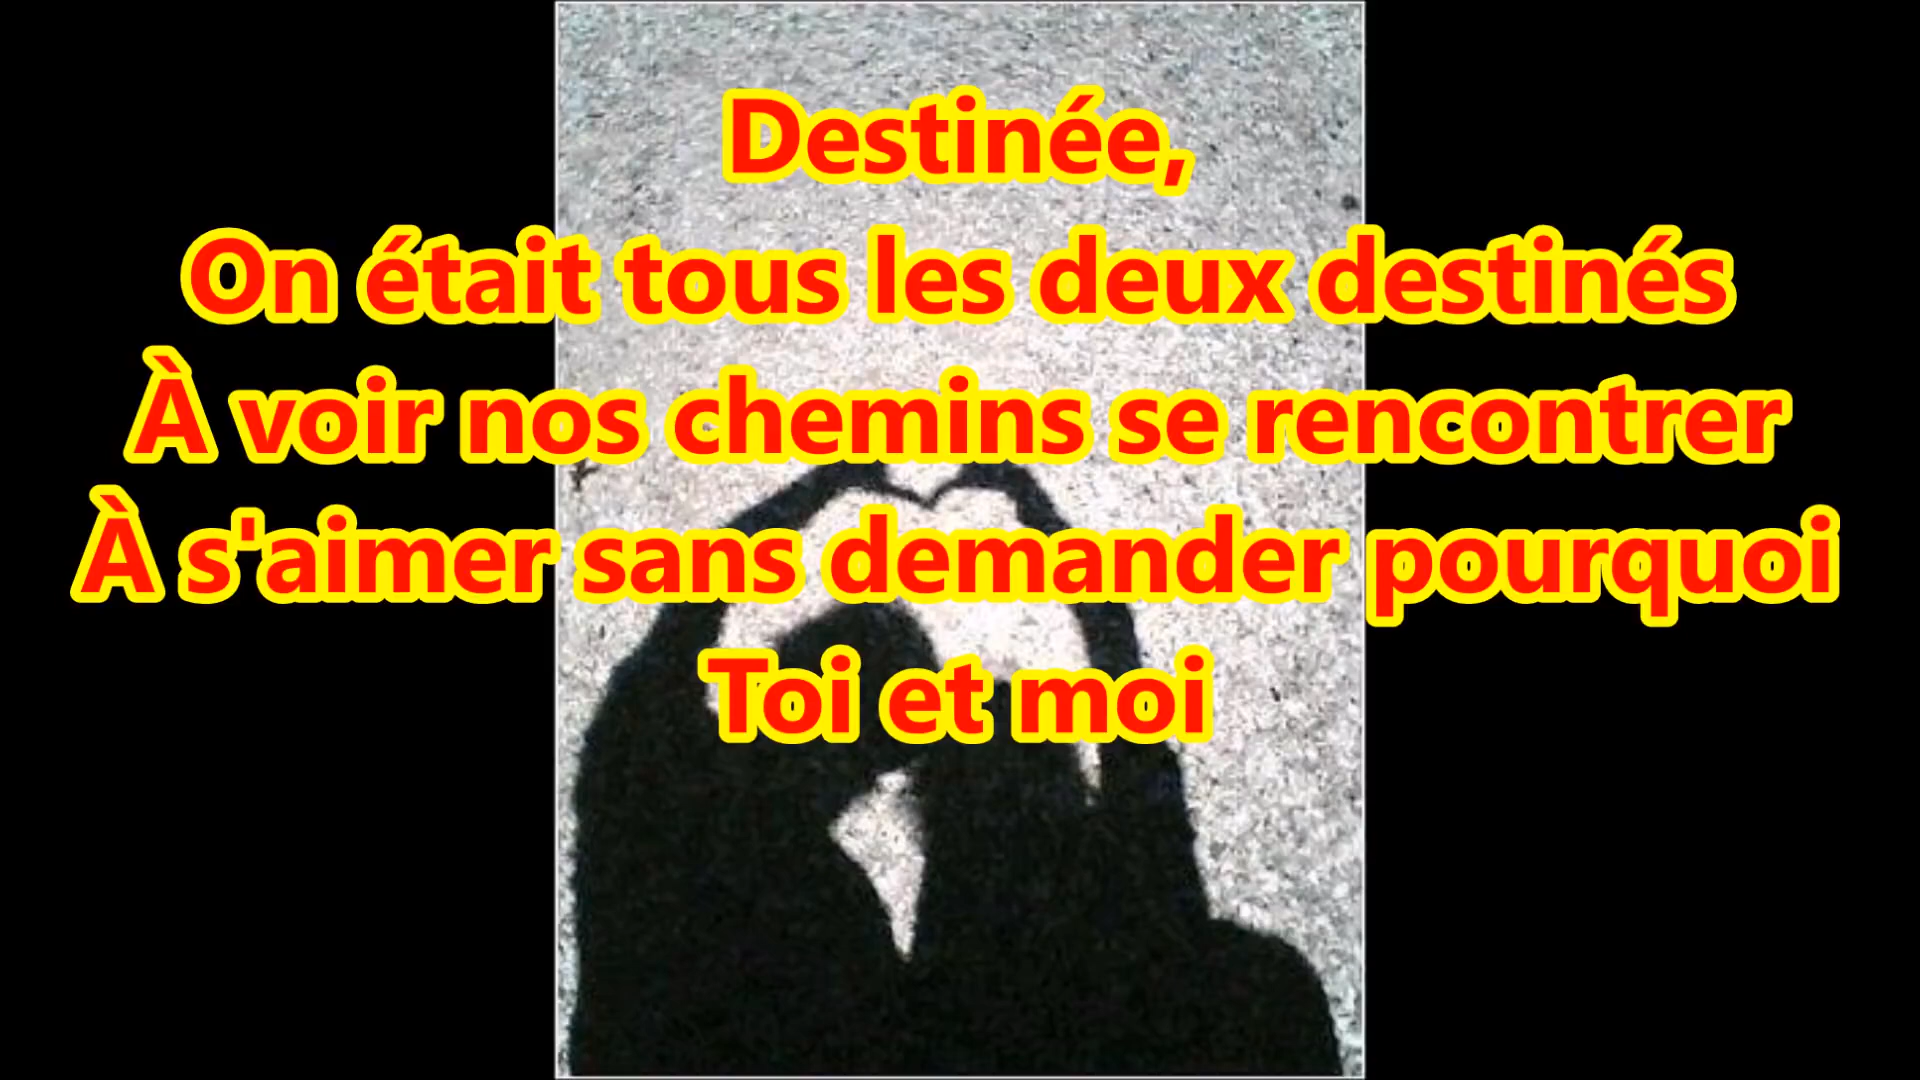 Destinée,
On était tous les deux destinés
À voir nos chemins se rencontrer
À s'aimer sans demander pourquoi
Toi et moi